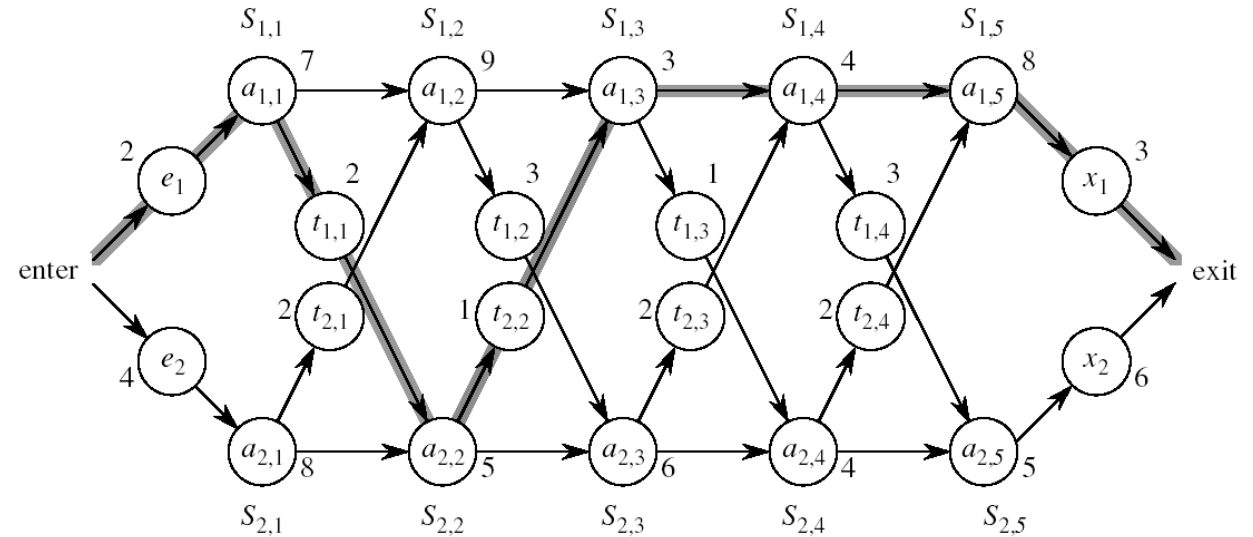 S1,1 S1,2 S1,3 S1,4 S1,5
7 9 3 4 8
a1,1 a1,2 a1,3 a1,4 a1,5
2 3
e1 x1
2 3 1 3
t1,1 t1,2 t1,3 t1,4
enter exit
2 1 2 2
t2,1 t2,2 t2,3 t2,4
e2 x2
4 6
a2,1 a2,2 a2,3 a2,4 a2,5
8 5 6 4 5
S2,1 S2,2 S2,3 S2,4 S2,5